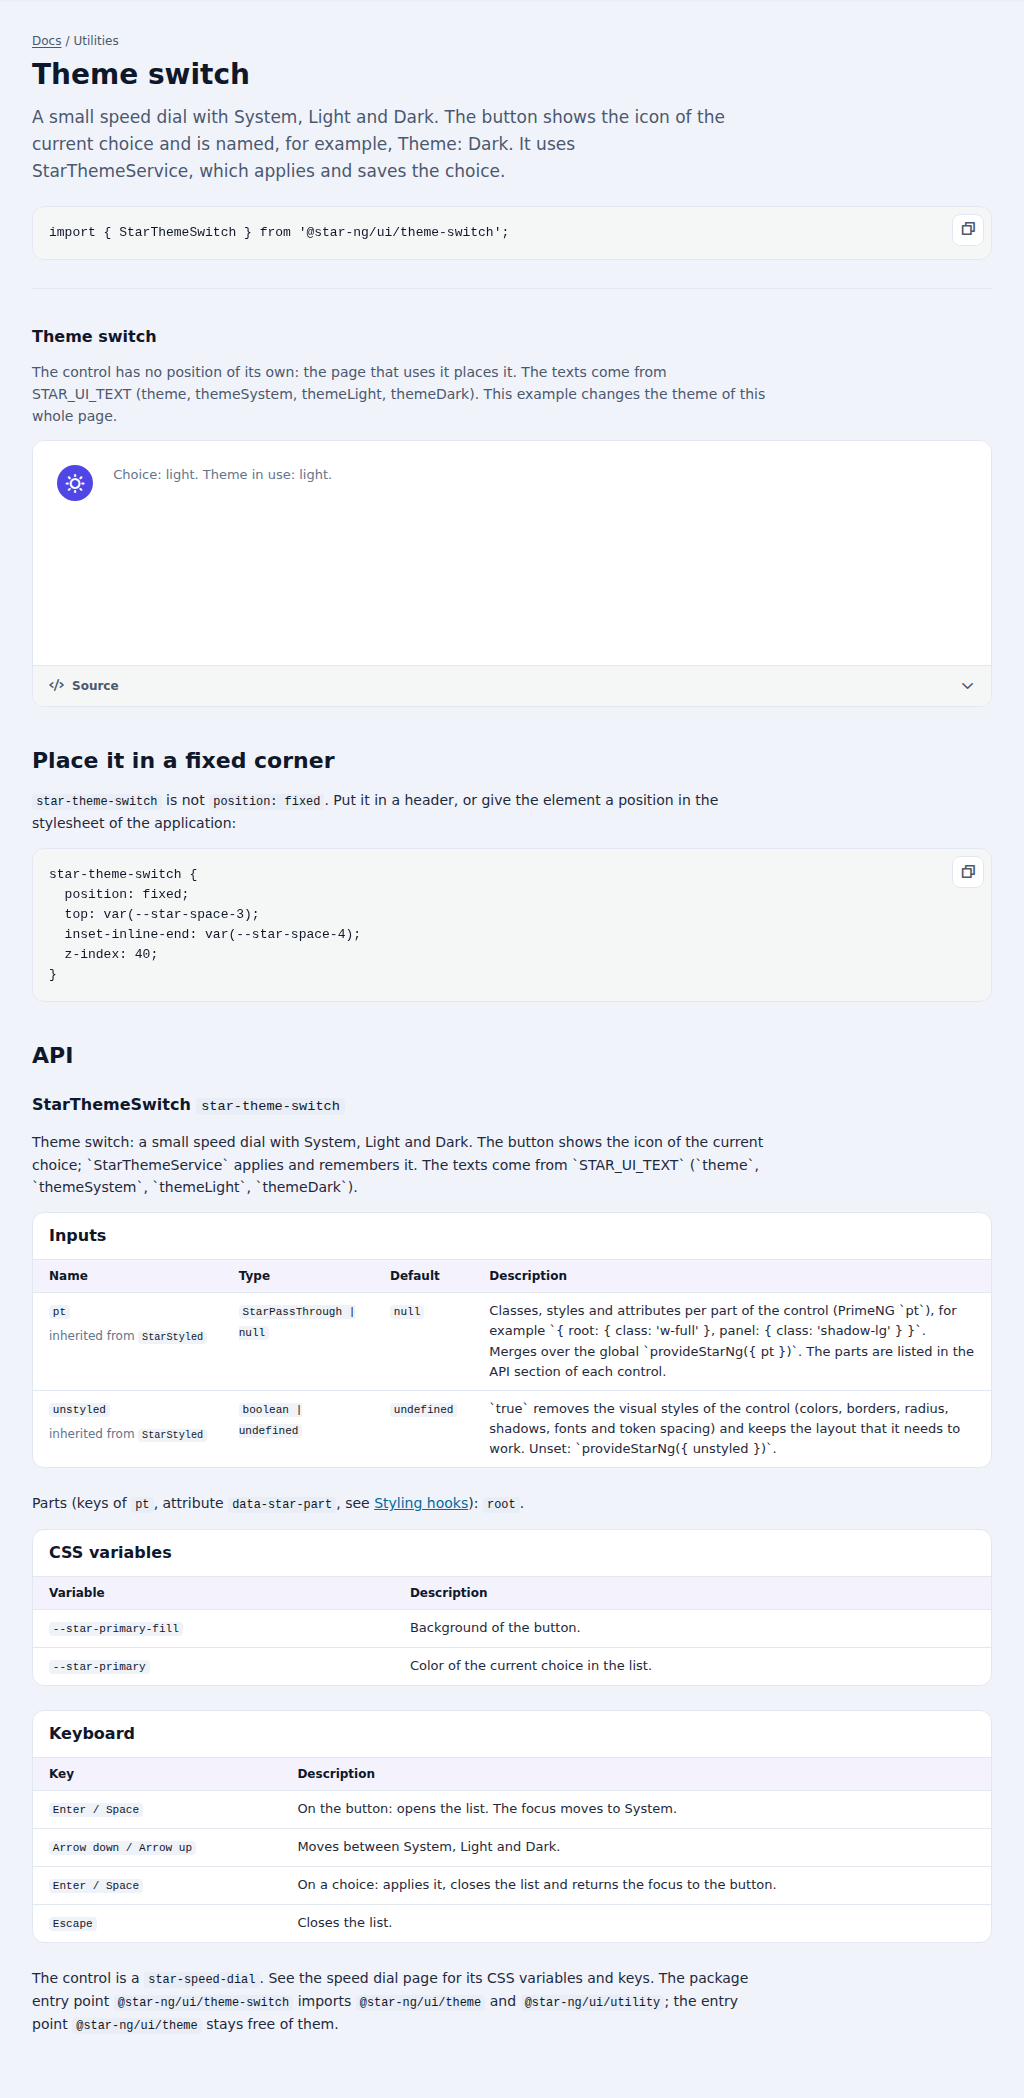 Docs / Utilities
Theme switch
A small speed dial with System, Light and Dark. The button shows the icon of the
current choice and is named, for example, Theme: Dark. It uses
StarThemeService, which applies and saves the choice.
import { StarThemeSwitch } from '@star-ng/ui/theme-switch';
Theme switch
The control has no position of its own: the page that uses it places it. The texts come from
STAR_UI_TEXT (theme, themeSystem, themeLight, themeDark). This example changes the theme of this
whole page.
Choice: light. Theme in use: light.
Source
Place it in a fixed corner
star-theme-switch is not position: fixed. Put it in a header, or give the element a position in the
stylesheet of the application:
star-theme-switch {
  position: fixed;
  top: var(--star-space-3);
  inset-inline-end: var(--star-space-4);
  z-index: 40;
}
API
StarThemeSwitch star-theme-switch
Theme switch: a small speed dial with System, Light and Dark. The button shows the icon of the current
choice; `StarThemeService` applies and remembers it. The texts come from `STAR_UI_TEXT` (`theme`,
`themeSystem`, `themeLight`, `themeDark`).
Inputs
Name Type Default Description
pt StarPassThrough | null Classes, styles and attributes per part of the control (PrimeNG `pt`), for
inherited from StarStyled null example `{ root: { class: 'w-full' }, panel: { class: 'shadow-lg' } }`.
Merges over the global `provideStarNg({ pt })`. The parts are listed in the
API section of each control.
unstyled boolean | undefined `true` removes the visual styles of the control (colors, borders, radius,
inherited from StarStyled undefined shadows, fonts and token spacing) and keeps the layout that it needs to
work. Unset: `provideStarNg({ unstyled })`.
Parts (keys of pt, attribute data-star-part, see Styling hooks): root.
CSS variables
Variable Description
--star-primary-fill Background of the button.
--star-primary Color of the current choice in the list.
Keyboard
Key Description
Enter / Space On the button: opens the list. The focus moves to System.
Arrow down / Arrow up Moves between System, Light and Dark.
Enter / Space On a choice: applies it, closes the list and returns the focus to the button.
Escape Closes the list.
The control is a star-speed-dial. See the speed dial page for its CSS variables and keys. The package
entry point @star-ng/ui/theme-switch imports @star-ng/ui/theme and @star-ng/ui/utility; the entry
point @star-ng/ui/theme stays free of them.